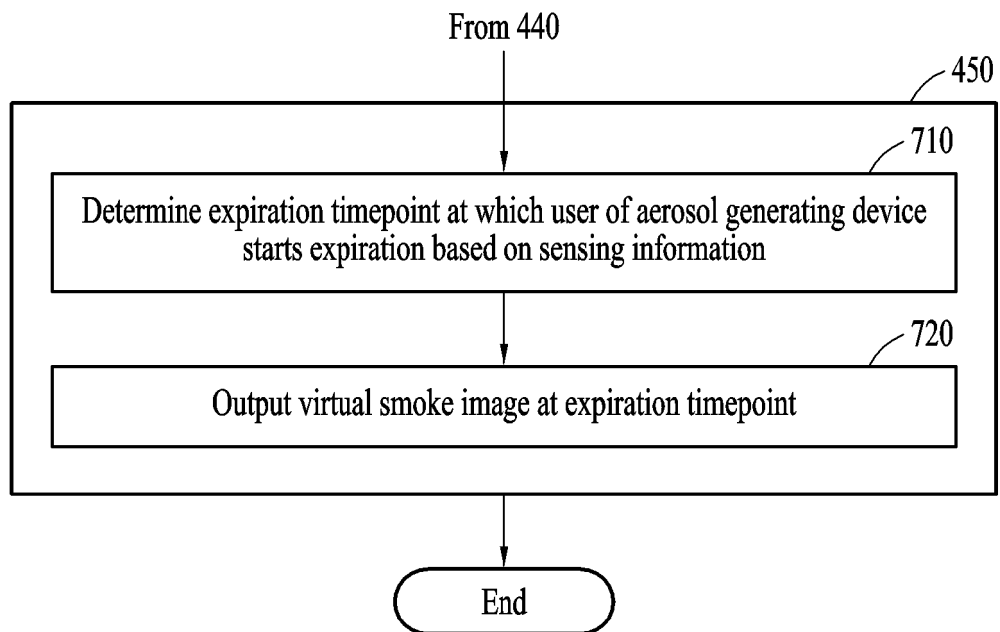 From 440
450
710
Determine expiration timepoint at which user of aerosol generating device
starts expiration based on sensing information
720
Output virtual smoke image at expiration timepoint
End